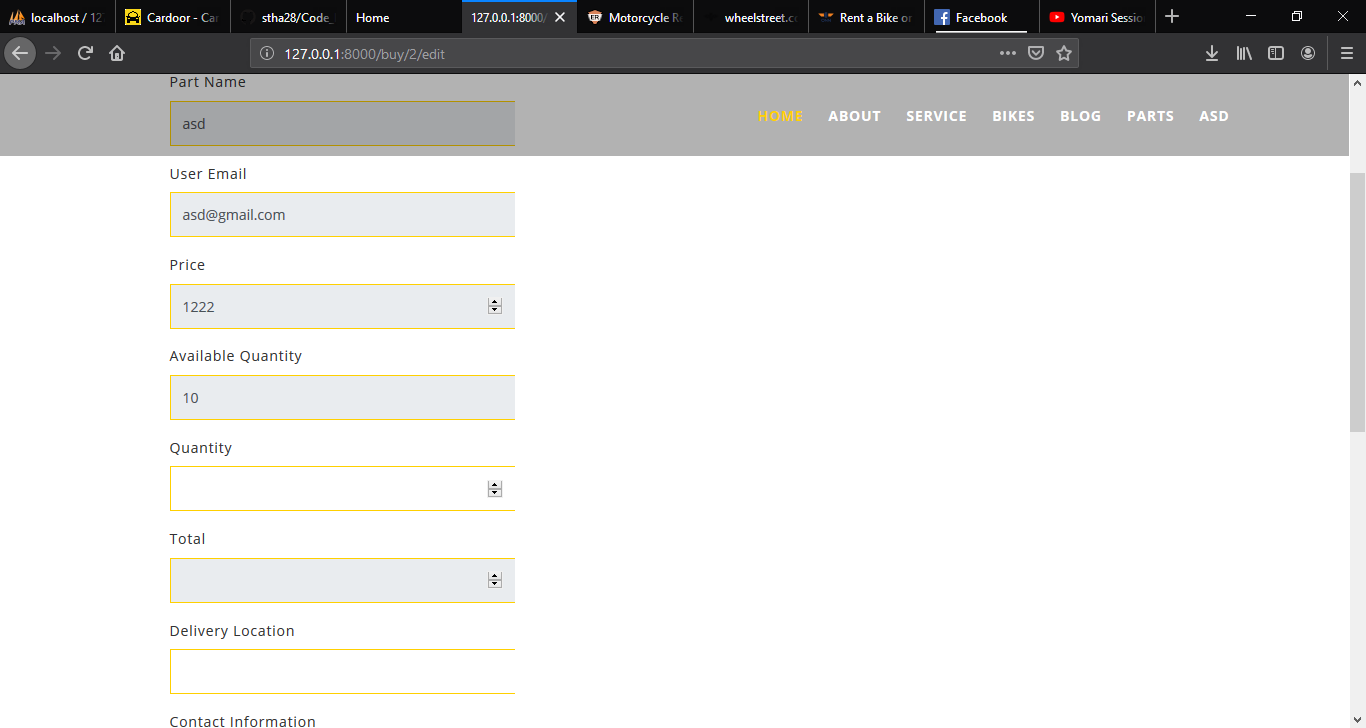 localhost / 12
Cardoor - Car
stha28/Code_
Home
127.0.0.1:8000/
Motorcycle Re
wheelstreet.co
Rent a Bike or
Facebook
Yomari Session
127.0.0.1:8000/buy/2/edit
HOME ABOUT SERVICE BIKES BLOG PARTS ASD
Part Name
asd
User Email
asd@gmail.com
Price
1222
Available Quantity
10
Quantity
Total
Delivery Location
Contact Information